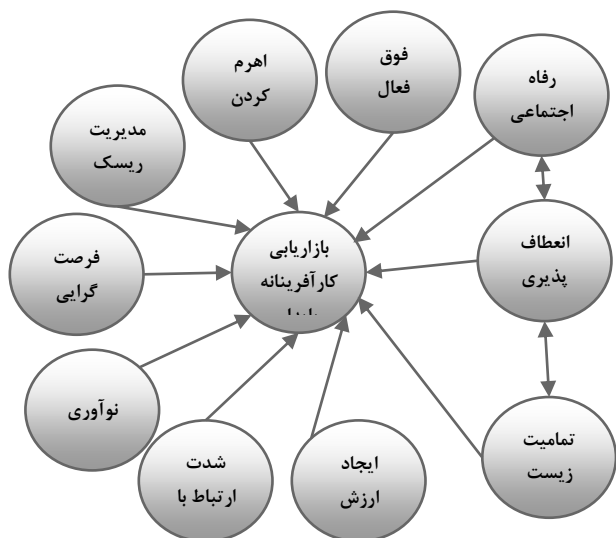 فوق
فعال
رفاه
اجتماعی
اهرم
کردن
مدیریت
ریسک
انعطاف
پذیری
بازاریابی
کارآفرینانه
فرصت
گرایی
نوآوری
تمامیت
زیست
ایجاد
ارزش
شدت
ارتباط با